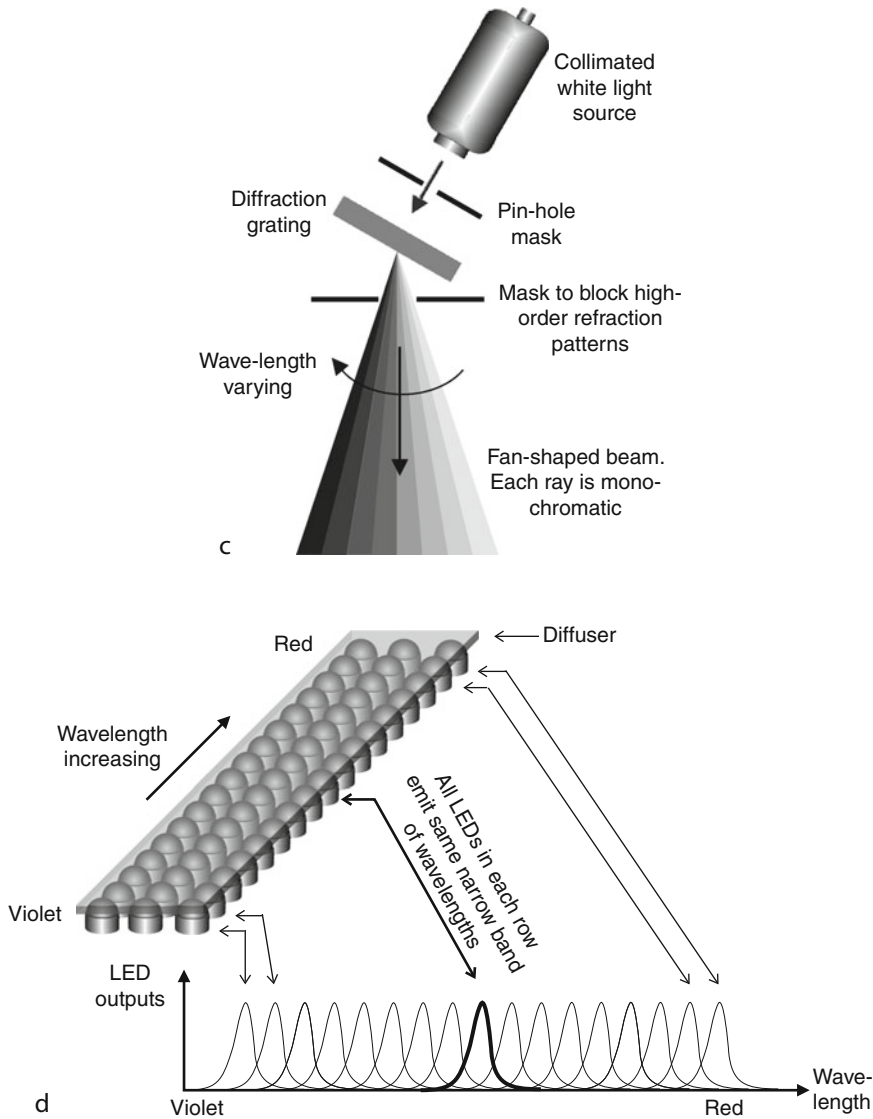 Collimated
white light
source
Diffraction
grating
Pin-hole
mask
Mask to block high-
order refraction
patterns
Wave-length
varying
Fan-shaped beam.
Each ray is mono-
chromatic
c
Red
Diffuser
Wavelength
increasing
All LEDs in each row
emit same narrow band
of wavelengths
Violet
LED
outputs
Wave-
length
d
Violet
Red